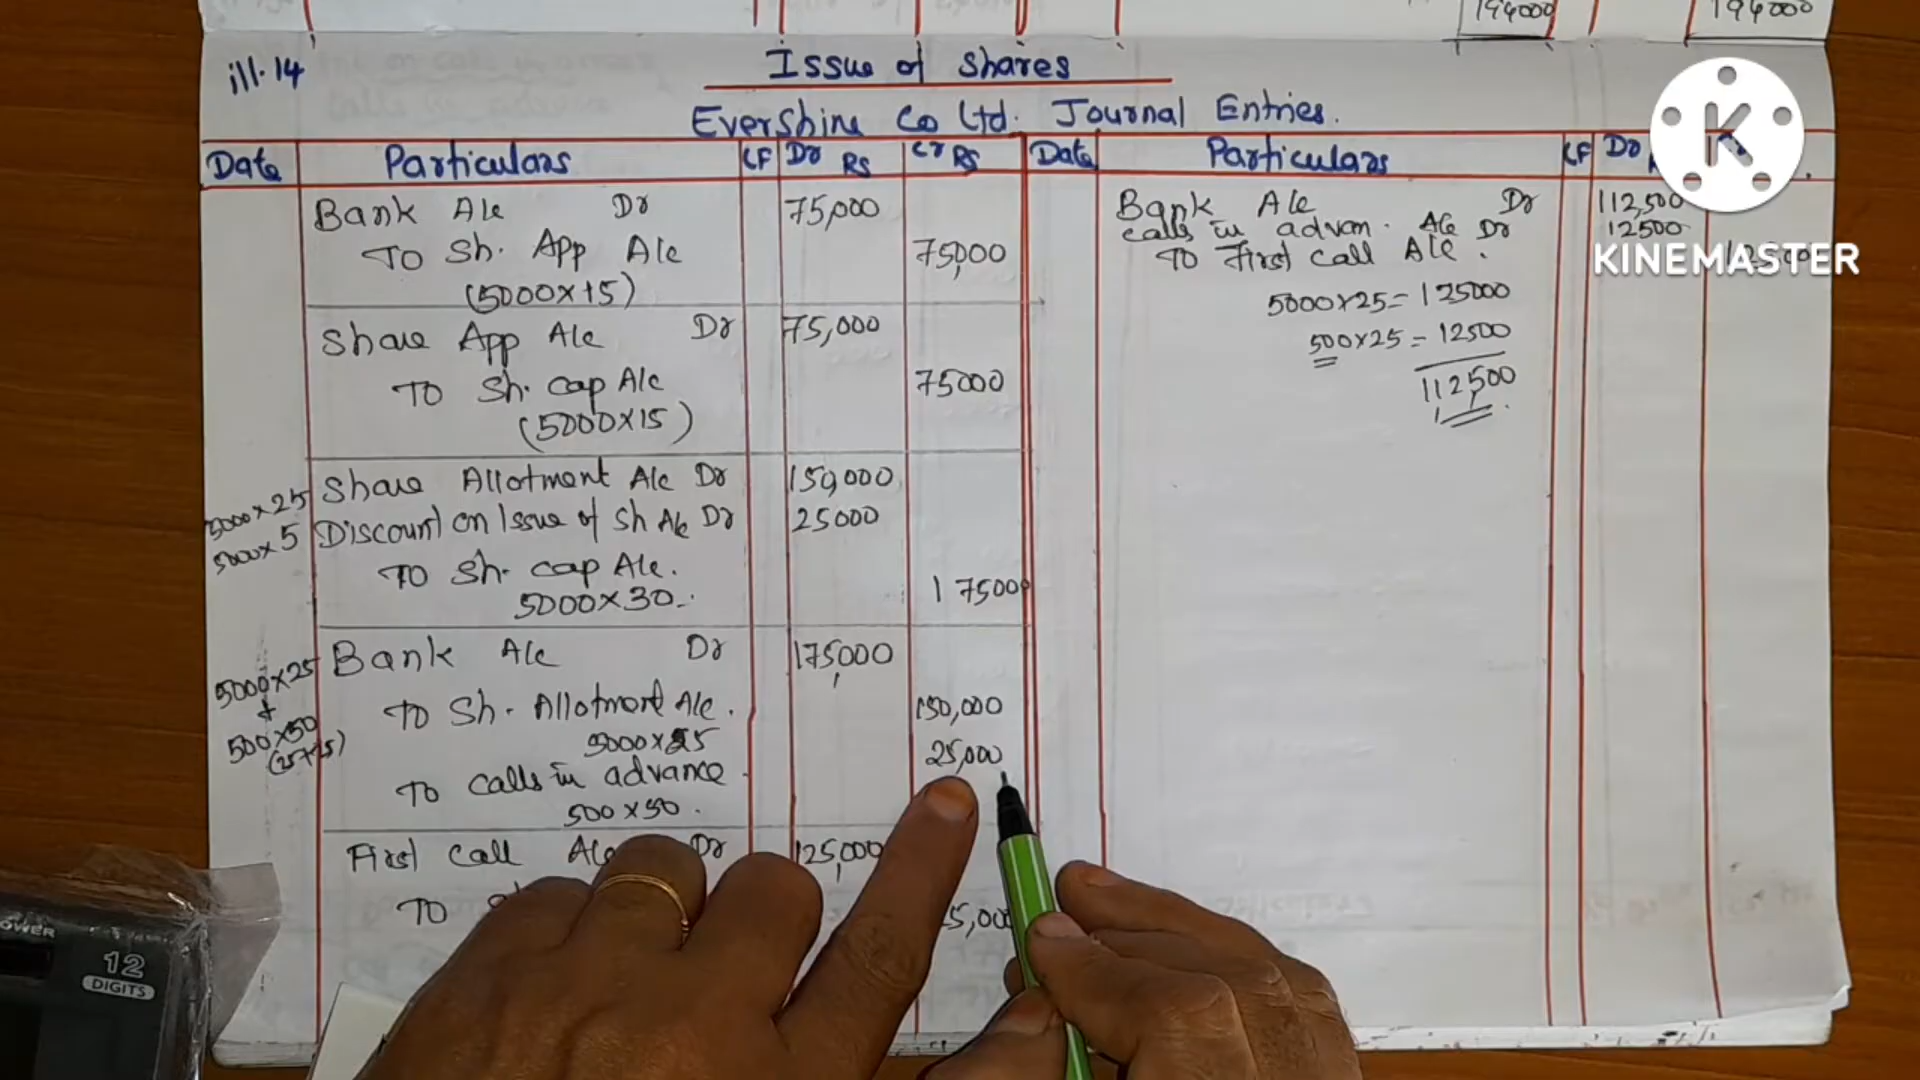 194000
194000
ill.14
Issue of shares
Evershine Co Ltd. Journal Entries.
Date Particulars LF Dr Rs Cr Rs
Bank A/c Dr 75,000
To Sh. App A/c 75,000
(5000x15)
Share App A/c Dr 75,000
To Sh. cap A/c 75000
(5000x15)
5000x25 Share Allotment A/c Dr 150,000
5000x5 Discount on Issue of Sh A/c Dr 25000
To Sh. cap A/c.
5000x30. 175000
5000x25 Bank A/c Dr 175,000
+
500x50 To Sh. Allotment A/c. 150,000
5000x25
To calls in advance 25,000
500x50.
First call A/c Dr 125,000
To 5,000
Date Particulars LF Dr
Bank A/c Dr 112,500
calls in advan. A/c Dr 12500
To First call A/c.
5000x25= 125000
500x25= 12500
112500
K
KINEMASTER
POWER
12
DIGITS